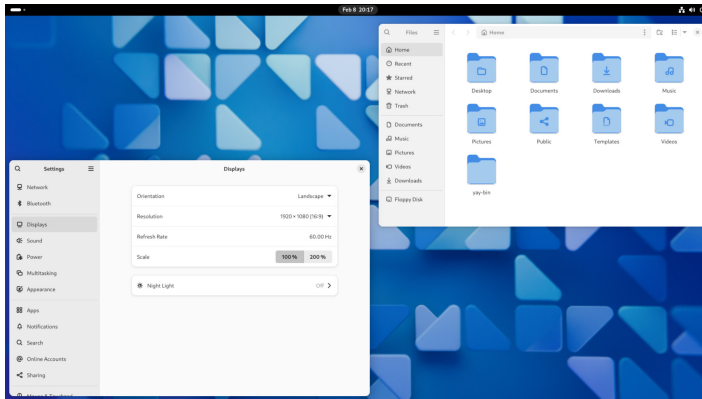 Feb 8 20:17
Files
Home
Home
Recent
Starred
Network
Trash
Documents
Music
Pictures
Videos
Downloads
Floppy Disk
Desktop
Documents
Downloads
Music
Pictures
Public
Templates
Videos
yay-bin
Settings
Displays
Network
Bluetooth
Displays
Sound
Power
Multitasking
Appearance
Apps
Notifications
Search
Online Accounts
Sharing
Mouse & Touchpad
Orientation
Landscape
Resolution
1920 × 1080 (16:9)
Refresh Rate
60.00 Hz
Scale
100 %
200 %
Night Light
Off